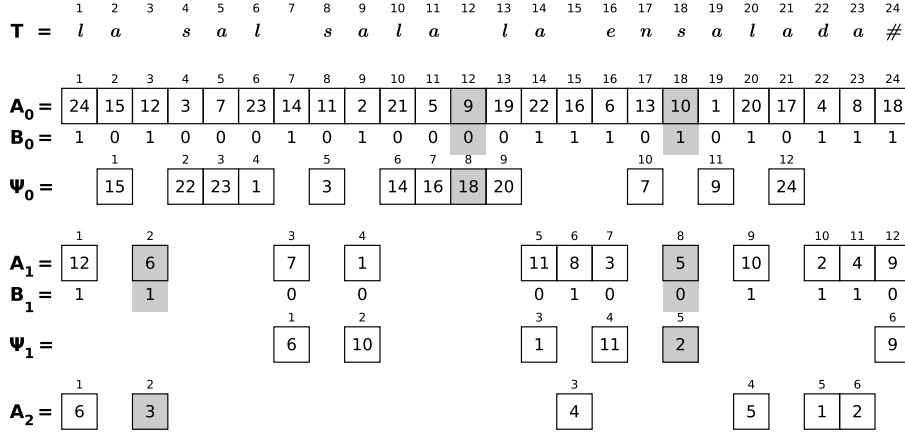 1 2 3 4 5 6 7 8 9 10 11 12 13 14 15 16 17 18 19 20 21 22 23 24
T = l a s a l s a l a l a e n s a l a d a #
1 2 3 4 5 6 7 8 9 10 11 12 13 14 15 16 17 18 19 20 21 22 23 24
A0 = 24 15 12 3 7 23 14 11 2 21 5 9 19 22 16 6 13 10 1 20 17 4 8 18
B0 = 1 0 1 0 0 0 1 0 1 0 0 0 0 1 1 1 0 1 0 1 0 1 1 1
1 2 3 4 5 6 7 8 9 10 11 12
Ψ0 = 15 22 23 1 3 14 16 18 20 7 9 24
1 2 3 4 5 6 7 8 9 10 11 12
A1 = 12 6 7 1 11 8 3 5 10 2 4 9
B1 = 1 1 0 0 0 1 0 0 1 1 1 0
1 2 3 4 5 6
Ψ1 = 6 10 1 11 2 9
1 2 3 4 5 6
A2 = 6 3 4 5 1 2